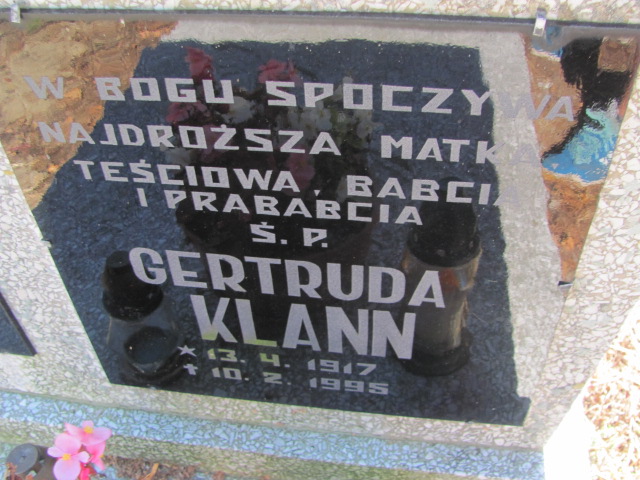 W BOGU SPOCZYWA
NAJDROŻSZA MATKA
TEŚCIOWA, BABCIA
I PRABABCIA
Ś. P.
GERTRUDA
KLANN
* 13. 4. 1917
† 10. 2. 1995